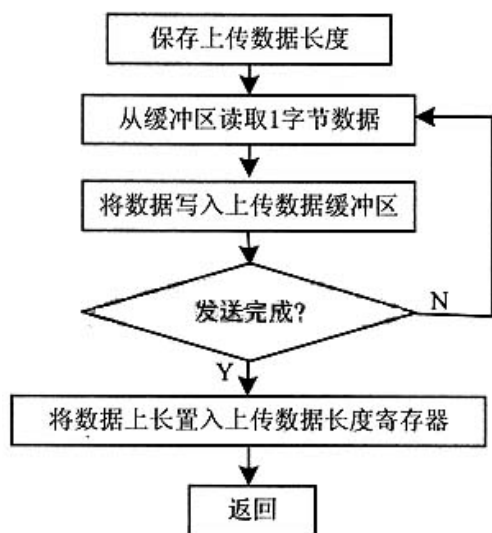 保存上传数据长度
从缓冲区读取1字节数据
将数据写入上传数据缓冲区
发送完成?
N
Y
将数据上长置入上传数据长度寄存器
返回